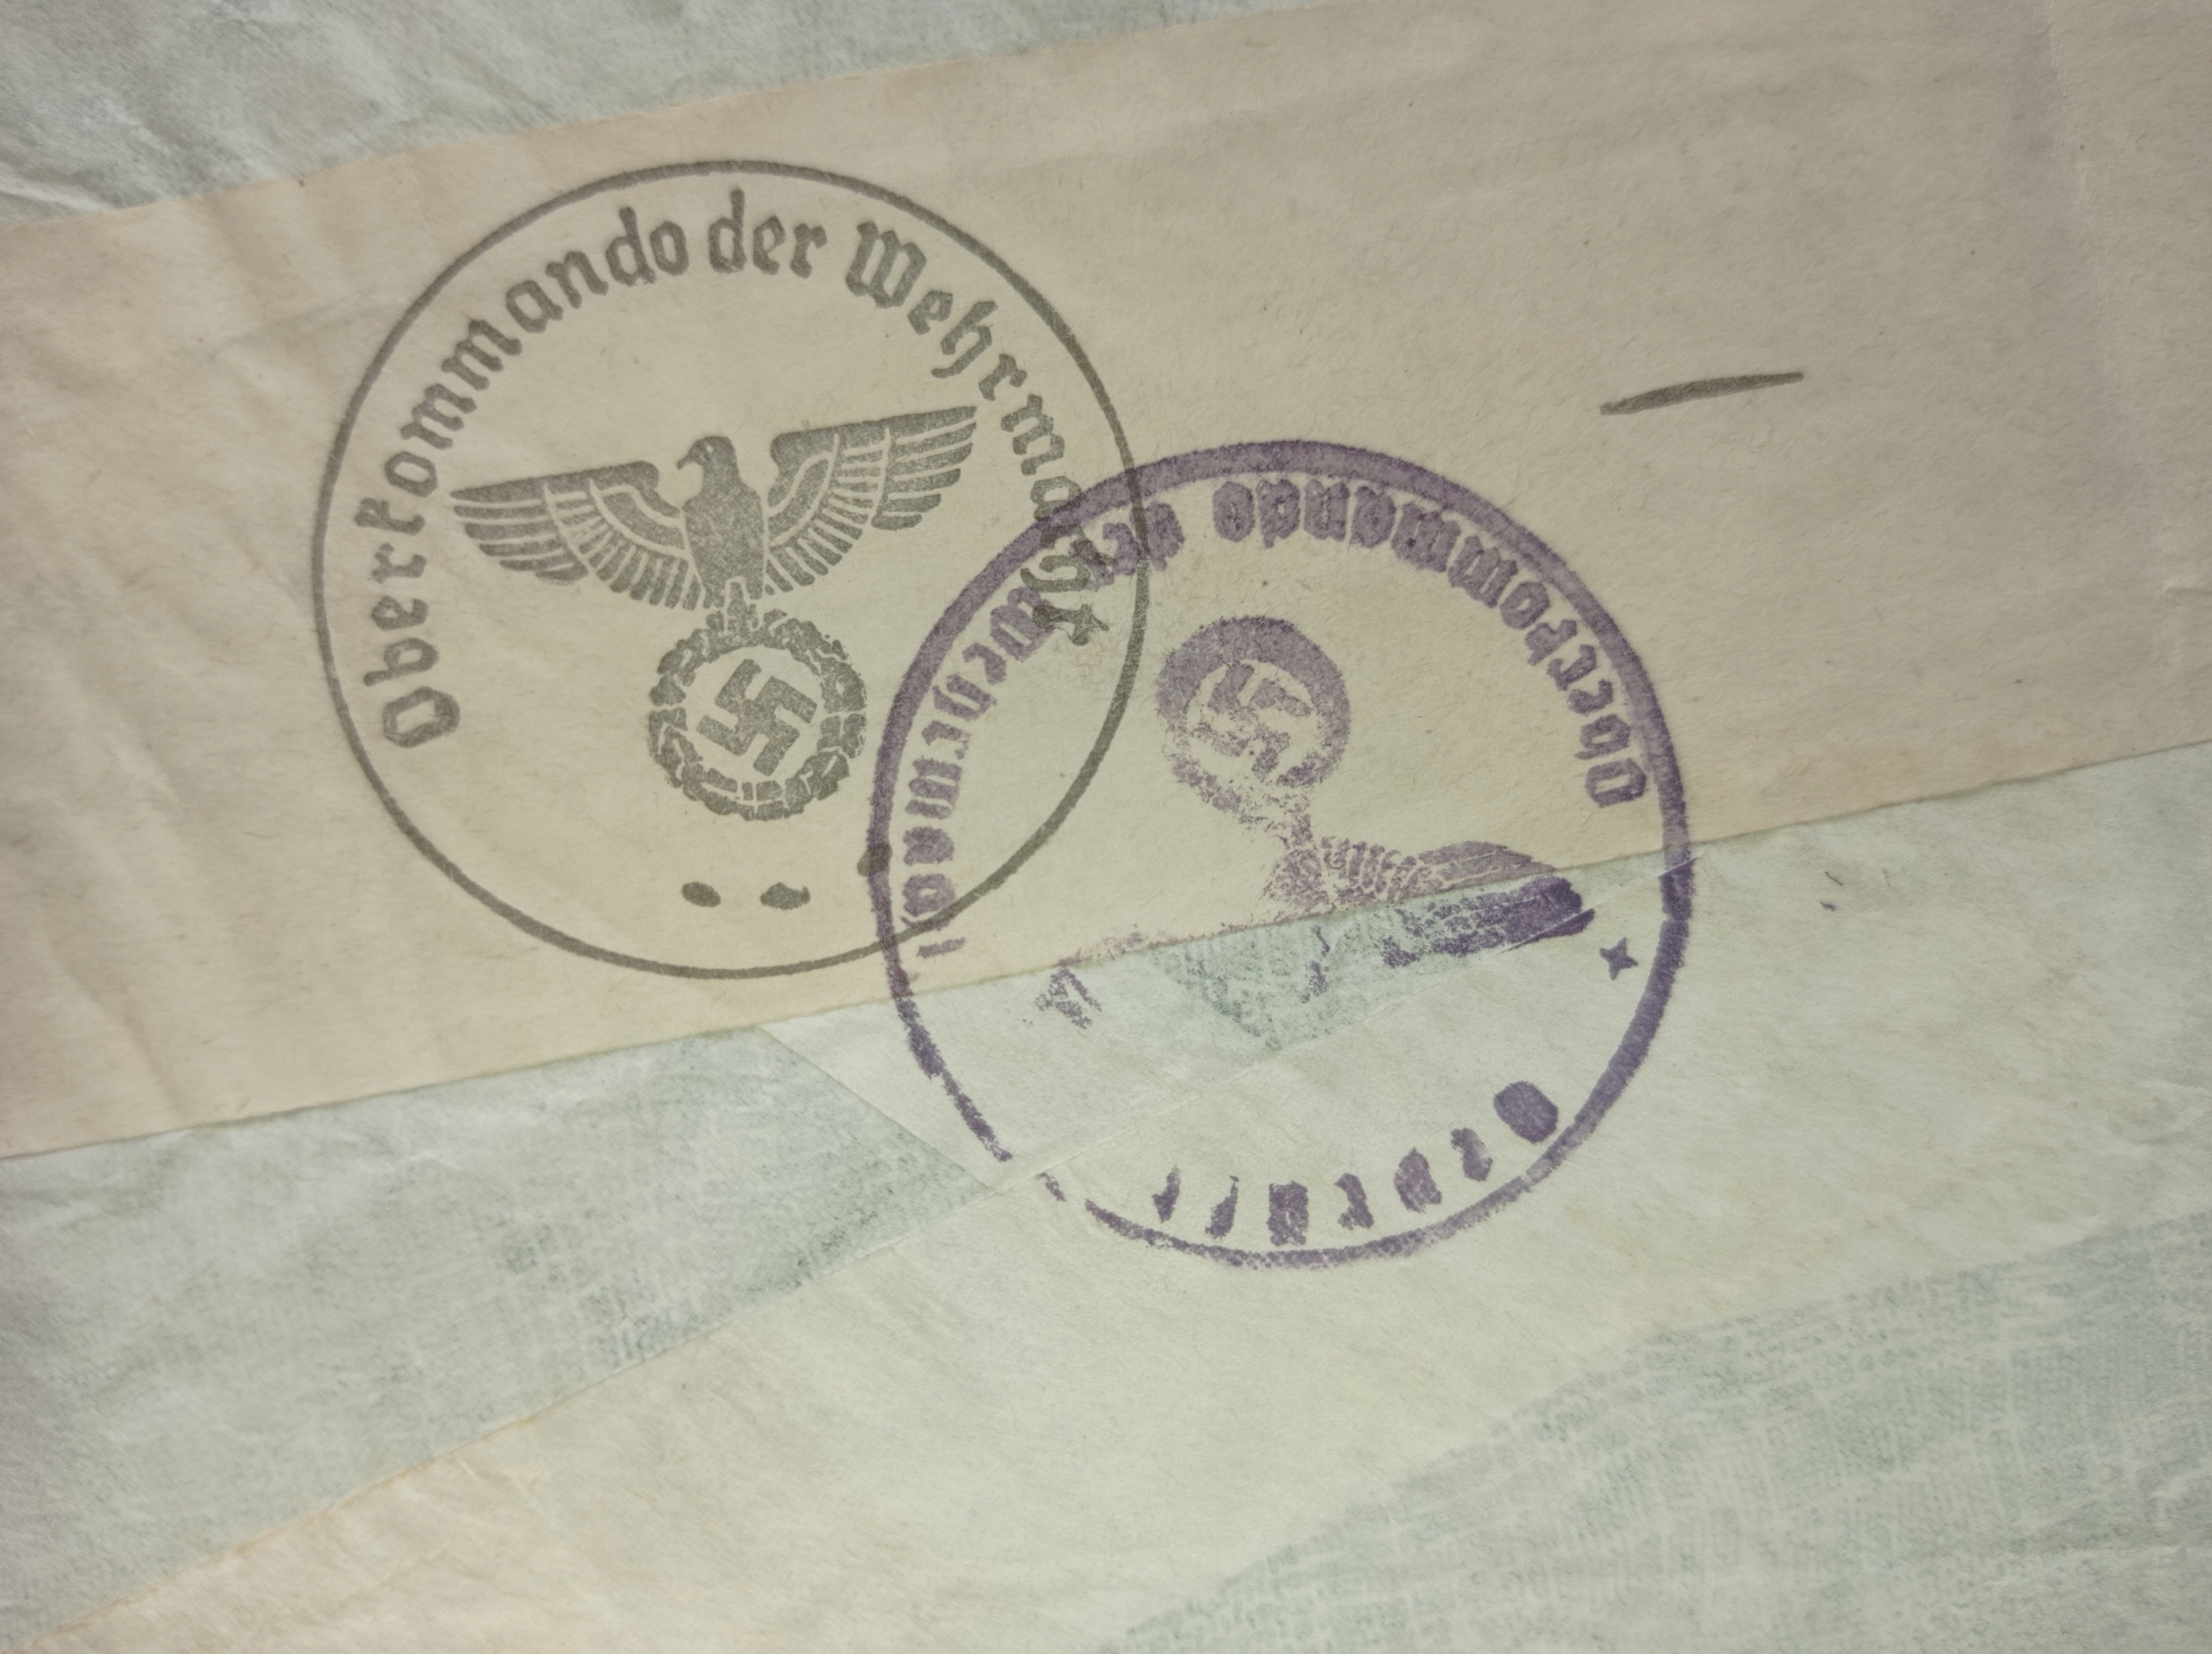 Oberkommando der Wehrmacht
Oberkommando der Wehrmacht
Geprüft